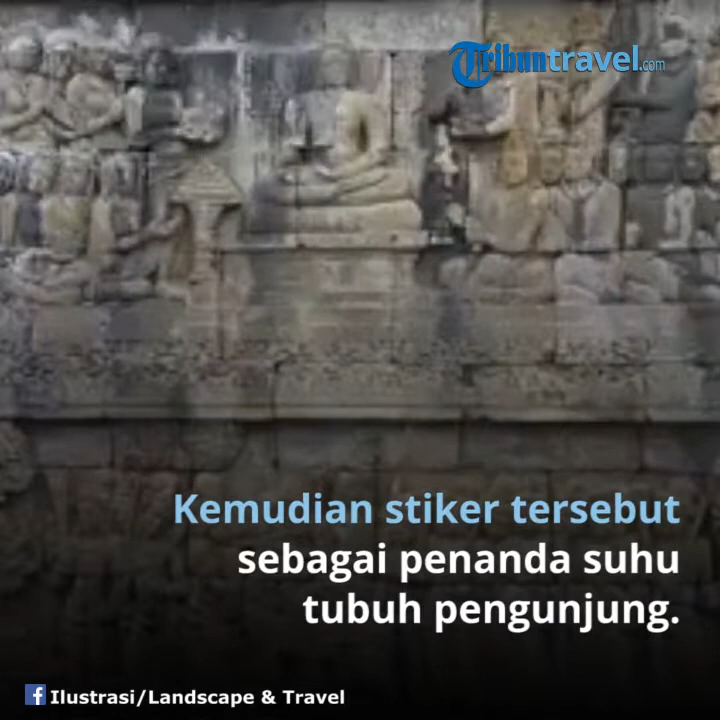 Tribuntravel.com
Kemudian stiker tersebut
sebagai penanda suhu
tubuh pengunjung.
f Ilustrasi/Landscape & Travel